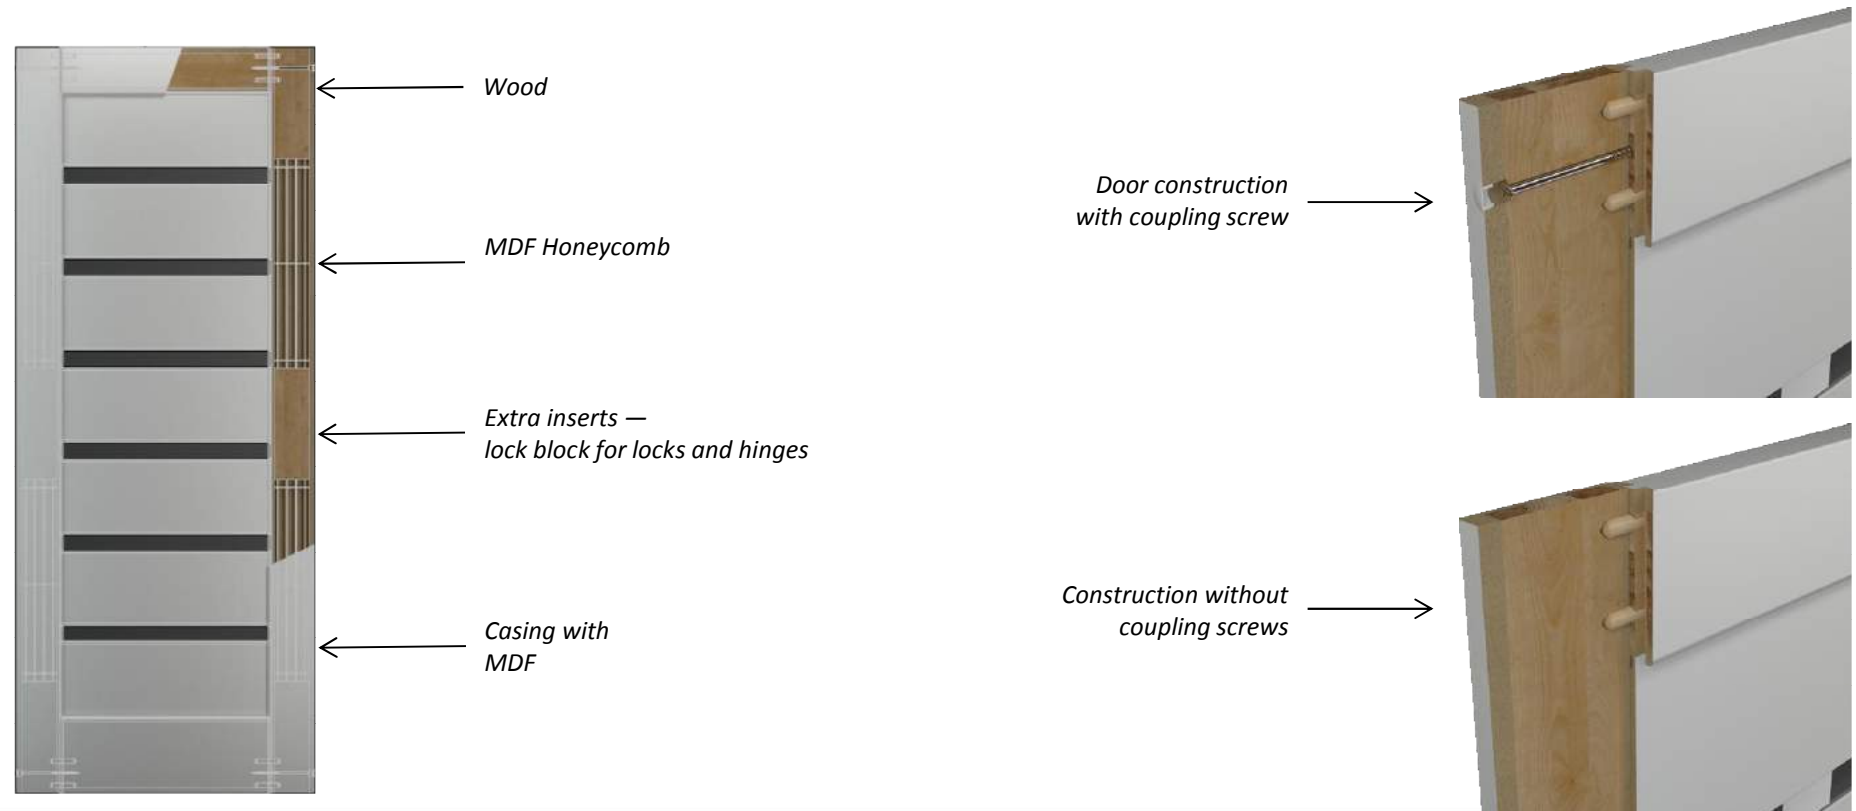 Wood
MDF Honeycomb
Extra inserts —
lock block for locks and hinges
Casing with
MDF
Door construction
with coupling screw
Construction without
coupling screws